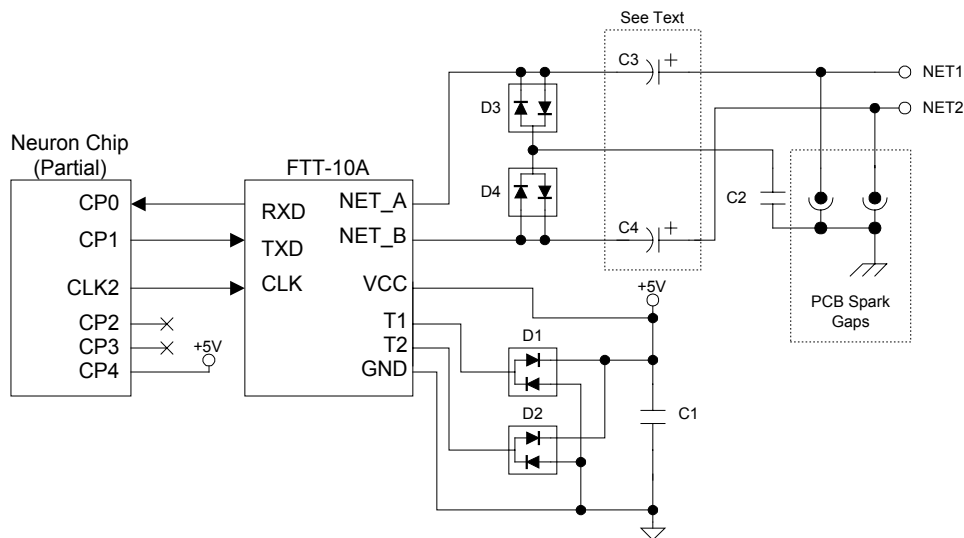 See Text
C3
+
NET1
NET2
D3
Neuron Chip
(Partial)
FTT-10A
CP0
RXD
NET_A
D4
C2
CP1
TXD
NET_B
C4
+
CLK2
CLK
VCC
+5V
PCB Spark
Gaps
CP2
T1
CP3
+5V
T2
D1
CP4
GND
D2
C1